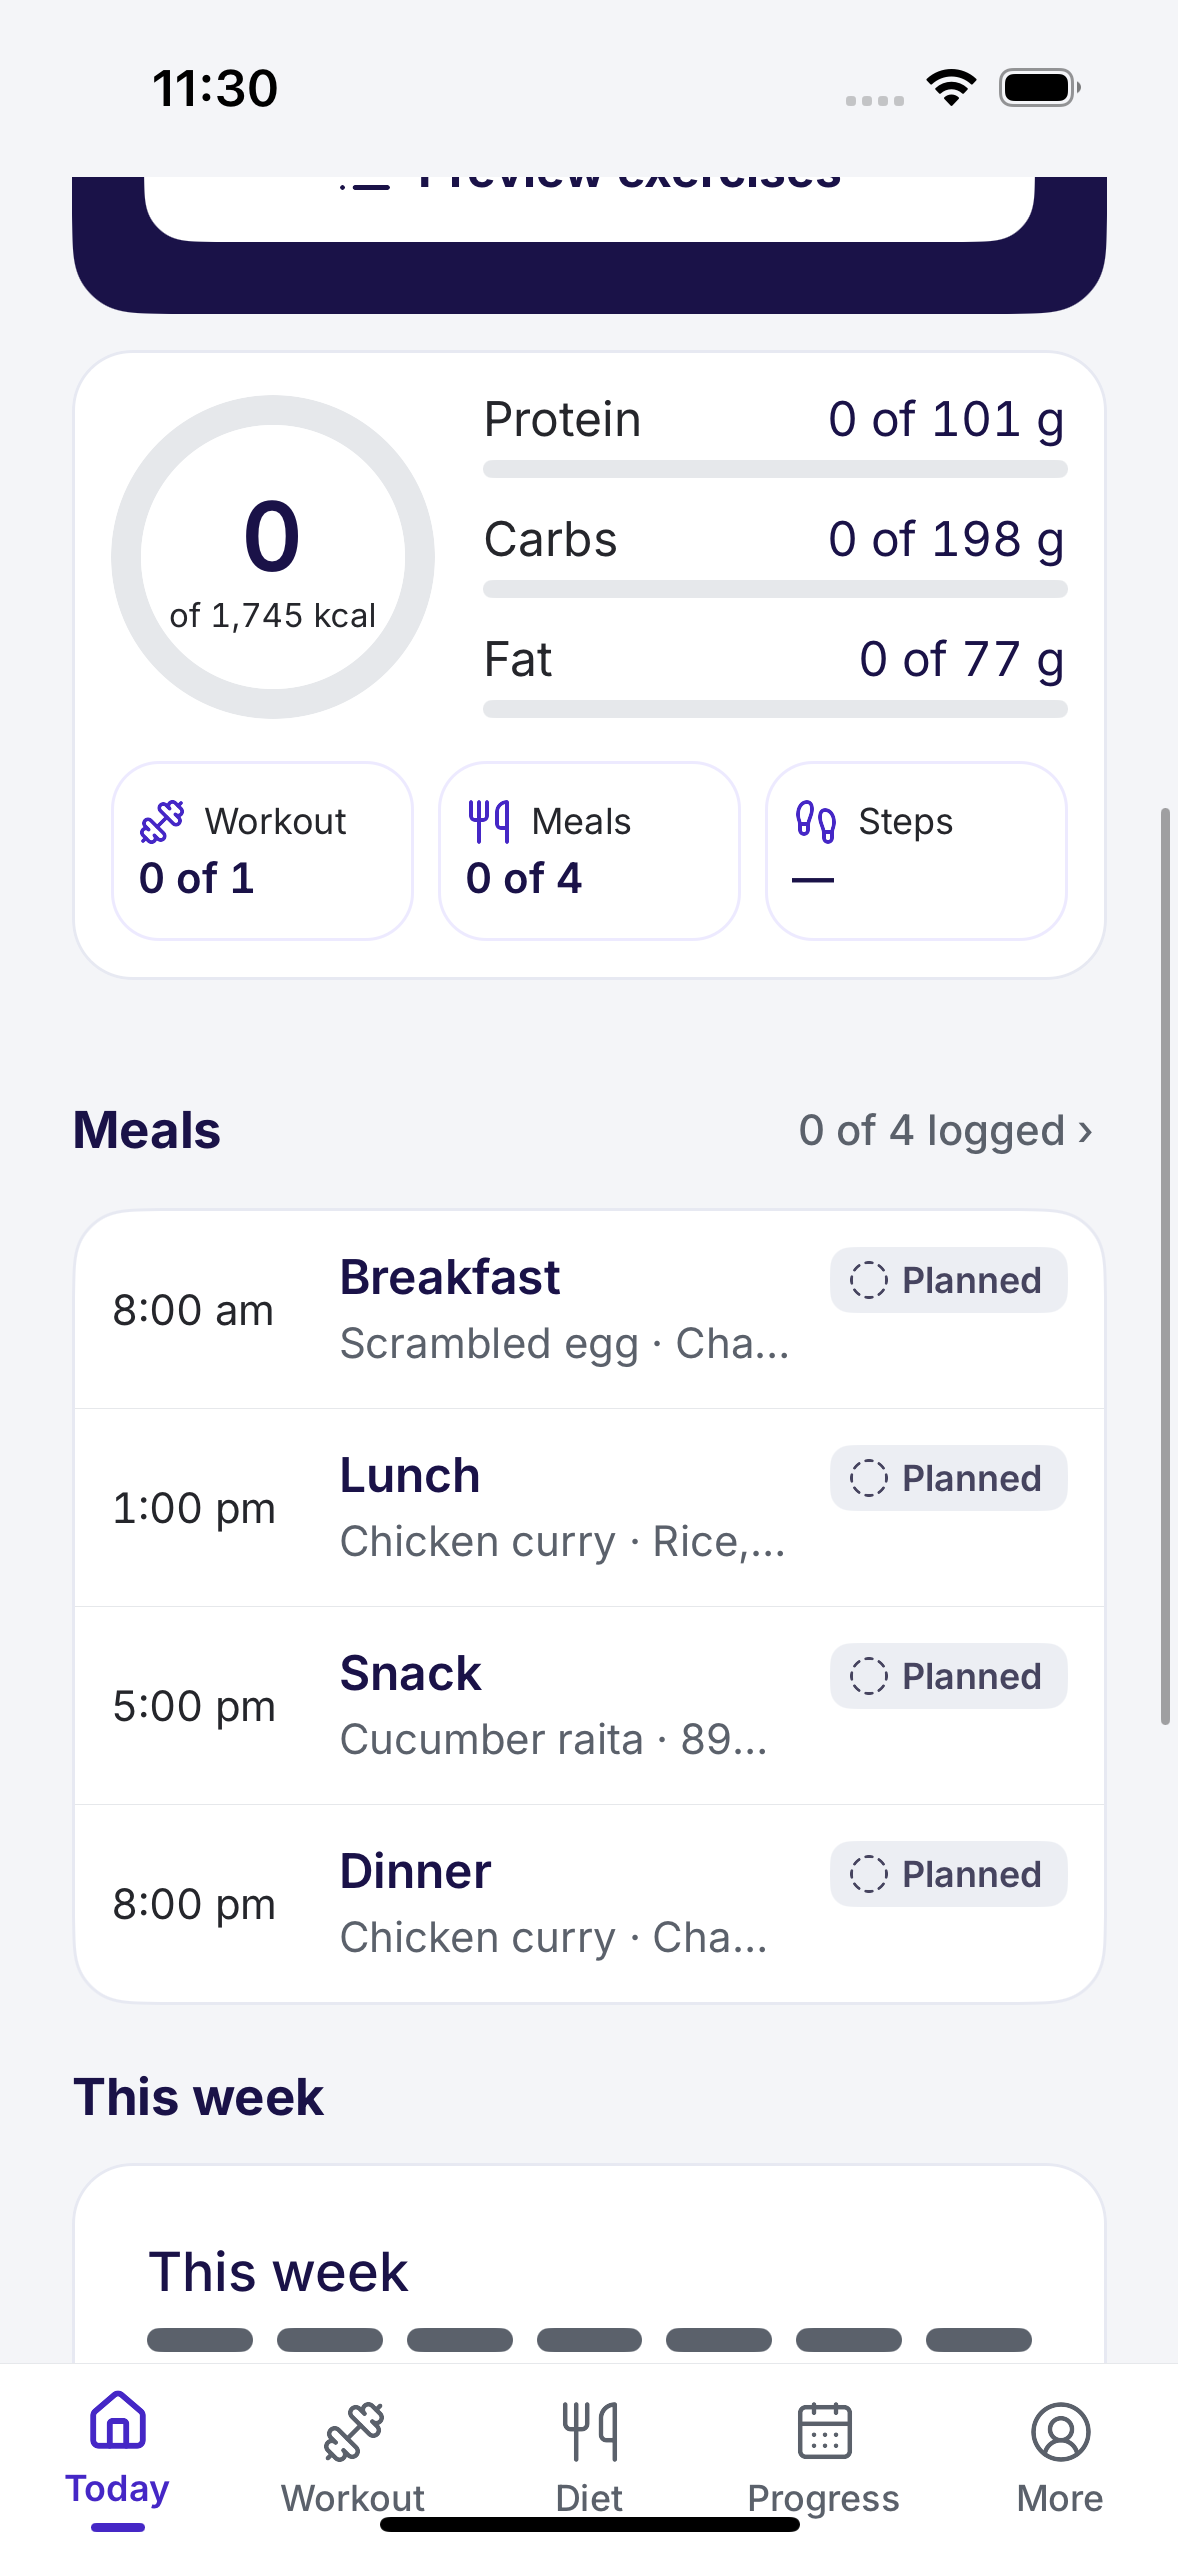 11:30
Preview exercises
0
of 1,745 kcal
Protein 0 of 101 g
Carbs 0 of 198 g
Fat 0 of 77 g
Workout
0 of 1
Meals
0 of 4
Steps
—
Meals 0 of 4 logged ›
8:00 am Breakfast Planned
Scrambled egg · Cha...
1:00 pm Lunch Planned
Chicken curry · Rice,...
5:00 pm Snack Planned
Cucumber raita · 89...
8:00 pm Dinner Planned
Chicken curry · Cha...
This week
This week
Today Workout Diet Progress More